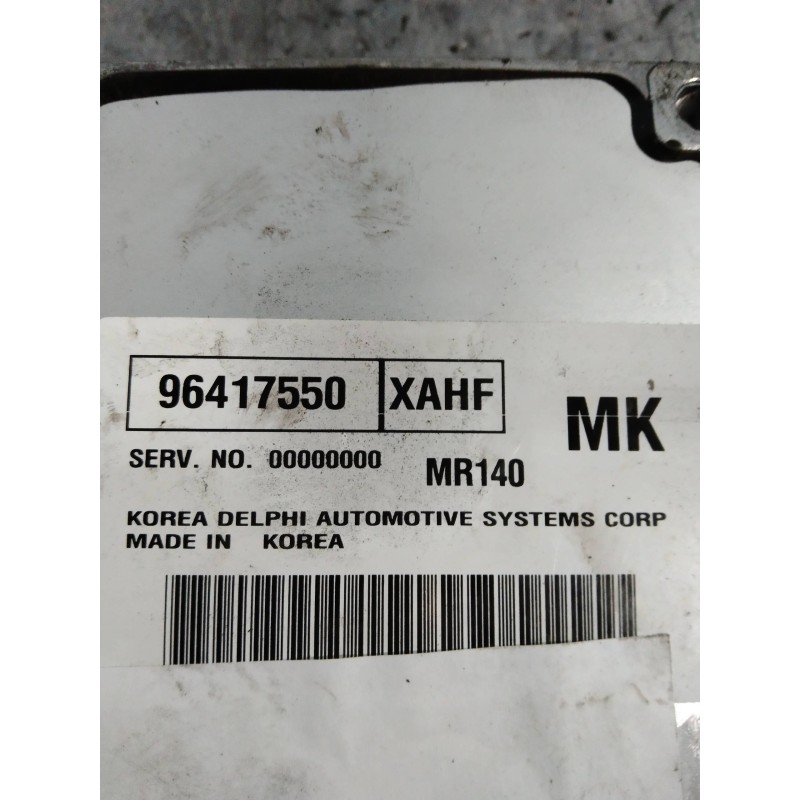 96417550 XAHF MK
SERV. NO. 00000000 MR140
KOREA DELPHI AUTOMOTIVE SYSTEMS CORP
MADE IN KOREA